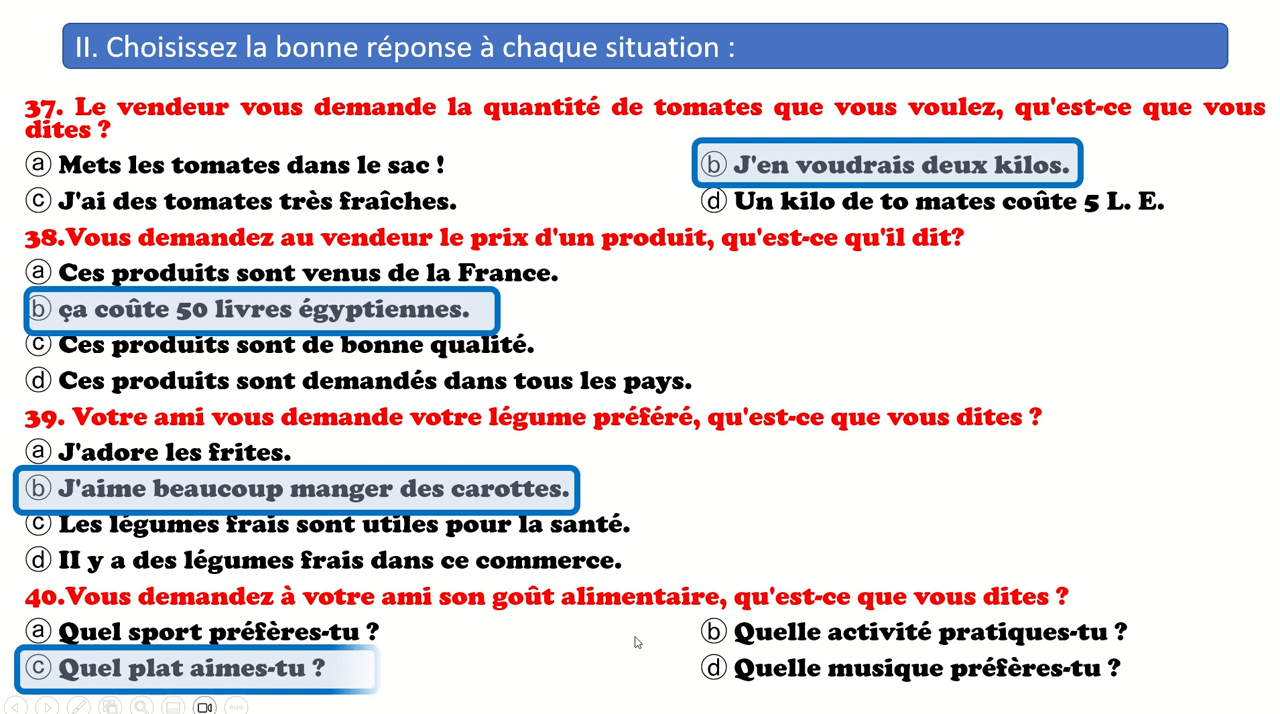 II. Choisissez la bonne réponse à chaque situation :
37. Le vendeur vous demande la quantité de tomates que vous voulez, qu'est-ce que vous
dites ?
ⓐ Mets les tomates dans le sac !
ⓑ J'en voudrais deux kilos.
ⓒ J'ai des tomates très fraîches.
ⓓ Un kilo de to mates coûte 5 L. E.
38.Vous demandez au vendeur le prix d'un produit, qu'est-ce qu'il dit?
ⓐ Ces produits sont venus de la France.
ⓑ ça coûte 50 livres égyptiennes.
ⓒ Ces produits sont de bonne qualité.
ⓓ Ces produits sont demandés dans tous les pays.
39. Votre ami vous demande votre légume préféré, qu'est-ce que vous dites ?
ⓐ J'adore les frites.
ⓑ J'aime beaucoup manger des carottes.
ⓒ Les légumes frais sont utiles pour la santé.
ⓓ II y a des légumes frais dans ce commerce.
40.Vous demandez à votre ami son goût alimentaire, qu'est-ce que vous dites ?
ⓐ Quel sport préfères-tu ?
ⓑ Quelle activité pratiques-tu ?
ⓒ Quel plat aimes-tu ?
ⓓ Quelle musique préfères-tu ?